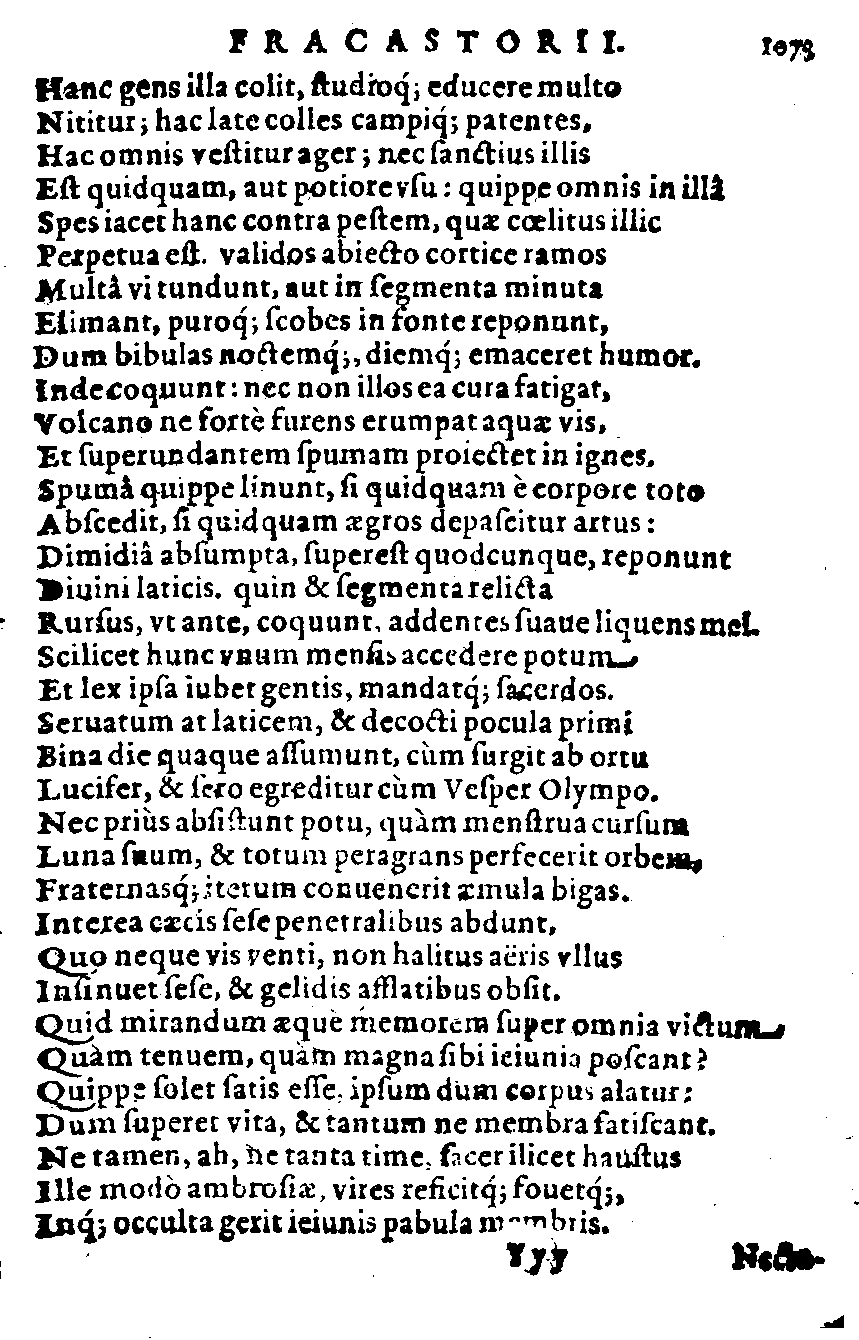 FRACASTORII. 1073
Hanc gens illa colit, ſtudioq́; educere multo
Nititur; hac late colles campiq́; patentes,
Hac omnis veſtitur ager; nec ſanctius illis
Eſt quidquam, aut potiore vſu: quippe omnis in illâ
Spes iacet hanc contra peſtem, quæ cœlitus illic
Perpetua eſt. validos abiecto cortice ramos
Multâ vi tundunt, aut in ſegmenta minuta
Elimant, puroq́; ſcobes in fonte reponunt,
Dum bibulas noctemq́;, diemq́; emaceret humor.
Inde coquunt: nec non illos ea cura fatigat,
Volcano ne fortè furens erumpat aquæ vis,
Et ſuperundantem ſpumam proiectet in ignes.
Spumâ quippe linunt, ſi quidquam è corpore toto
Abſcedit, ſi quidquam ægros depaſcitur artus:
Dimidiâ abſumpta, ſupereſt quodcunque, reponunt
Diuini laticis. quin & ſegmenta relicta
Rurſus, vt ante, coquunt, addentes ſuaue liquens mel.
Scilicet hunc vnum menſis accedere potum
Et lex ipſa iubet gentis, mandatq́; ſacerdos.
Seruatum at laticem, & decocti pocula primi
Bina die quaque aſſumunt, cùm ſurgit ab ortu
Lucifer, & ſero egreditur cùm Veſper Olympo.
Nec priùs abſiſtunt potu, quàm menſtrua curſum
Luna ſuum, & totum peragrans perfecerit orbem,
Fraternasq́; iterum conuenerit æmula bigas.
Interea cæcis ſeſe penetralibus abdunt,
Quo neque vis venti, non halitus aëris vllus
Inſinuet ſeſe, & gelidis afflatibus obſit.
Quid mirandum æquè memorem ſuper omnia victum
Quàm tenuem, quàm magna ſibi ieiunia poſcant?
Quippe ſolet ſatis eſſe, ipſum dum corpus alatur:
Dum ſuperet vita, & tantum ne membra fatiſcant.
Ne tamen, ah, ne tanta time, ſacer ilicet hauſtus
Ille modò ambroſiæ, vires reficitq́; fouetq́;,
Inq́; occulta gerit ieiunis pabula membris.
Yyy Necta-